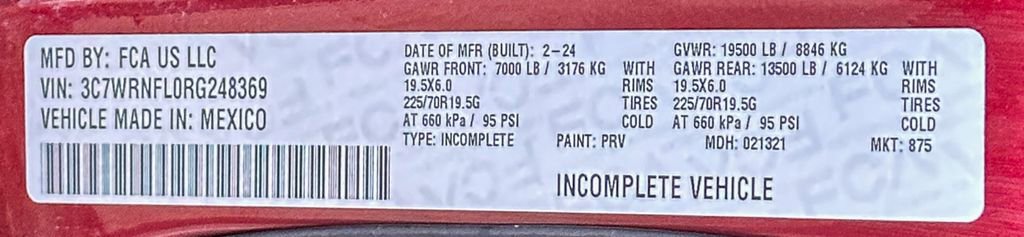 MFD BY: FCA US LLC
VIN: 3C7WRNFL0RG248369
VEHICLE MADE IN: MEXICO
DATE OF MFR (BUILT): 2-24 GVWR: 19500 LB / 8846 KG
GAWR FRONT: 7000 LB / 3176 KG WITH GAWR REAR: 13500 LB / 6124 KG WITH
19.5X6.0 RIMS 19.5X6.0 RIMS
225/70R19.5G TIRES 225/70R19.5G TIRES
AT 660 kPa / 95 PSI COLD AT 660 kPa / 95 PSI COLD
TYPE: INCOMPLETE PAINT: PRV MDH: 021321 MKT: 875
INCOMPLETE VEHICLE